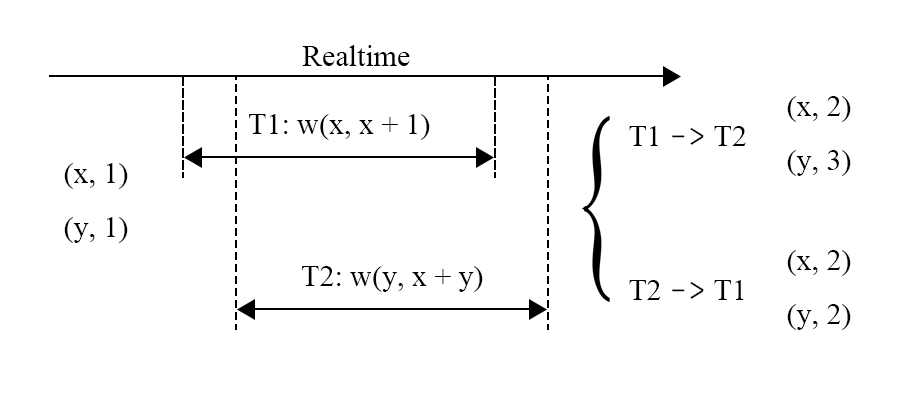 Realtime
T1: w(x, x + 1)
(x, 1)
(y, 1)
T2: w(y, x + y)
T1 -> T2
(x, 2)
(y, 3)
T2 -> T1
(x, 2)
(y, 2)